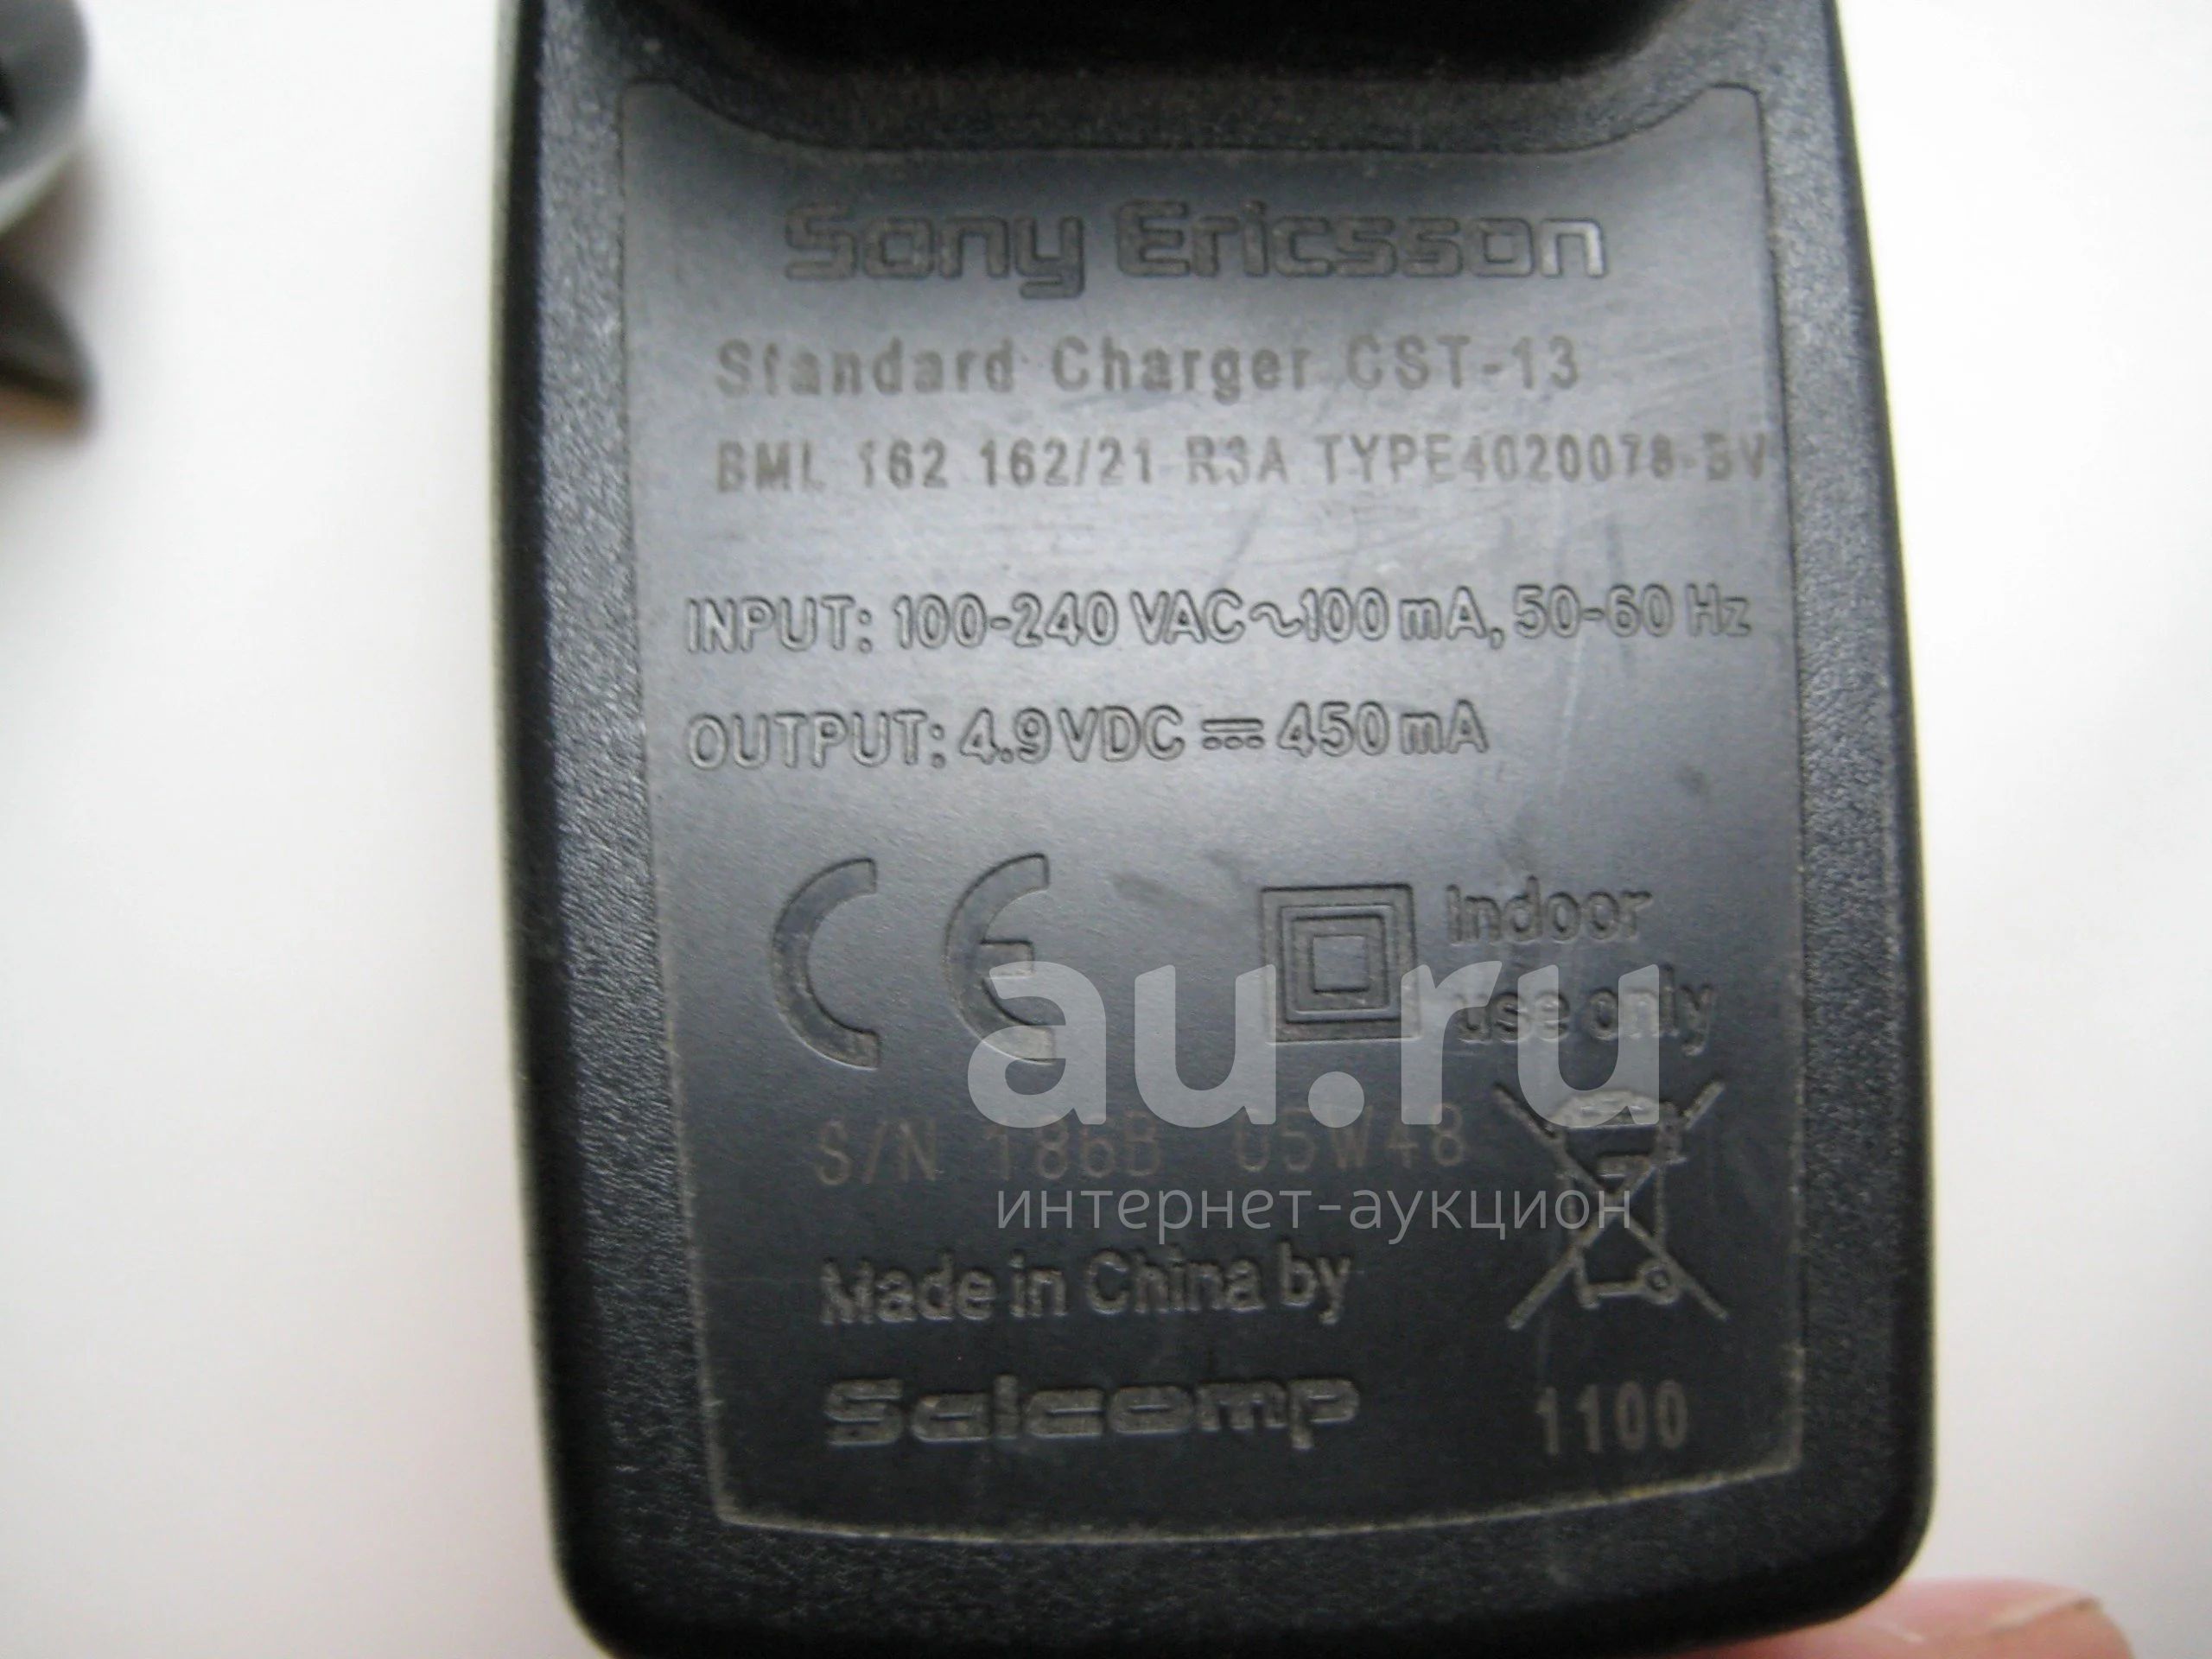 Sony Ericsson
Standard Charger CST-13
BML 162 162/21 R3A TYPE4020078-BV
INPUT: 100-240 VAC~100 mA, 50-60 Hz
OUTPUT: 4.9VDC ⎓ 450 mA
CE
Indoor
use only
au.ru
S/N 186B 05W48
интернет-аукцион
Made in China by
Salcomp
1100